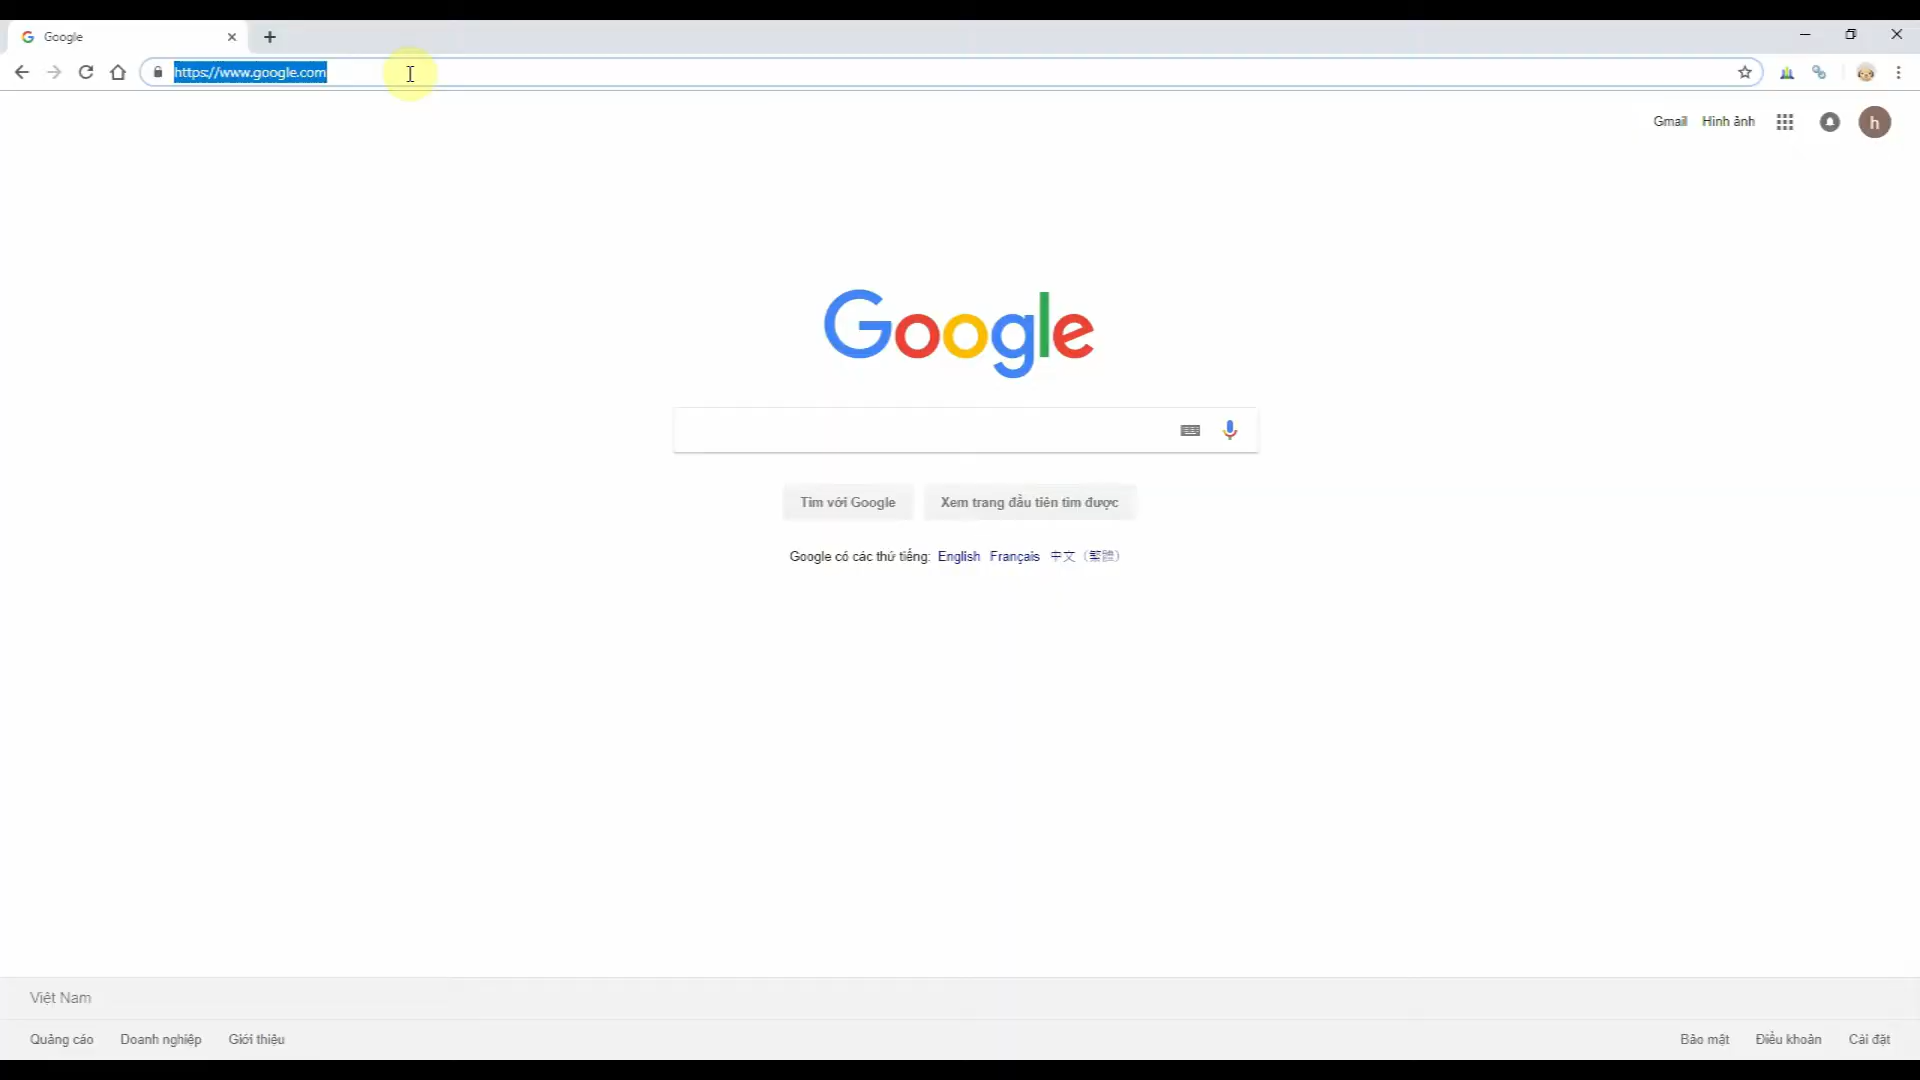 Google
https://www.google.com
Gmail Hình ảnh h
Google
Tìm với Google Xem trang đầu tiên tìm được
Google có các thứ tiếng: English Français 中文（繁體）
Việt Nam
Quảng cáo Doanh nghiệp Giới thiệu Bảo mật Điều khoản Cài đặt